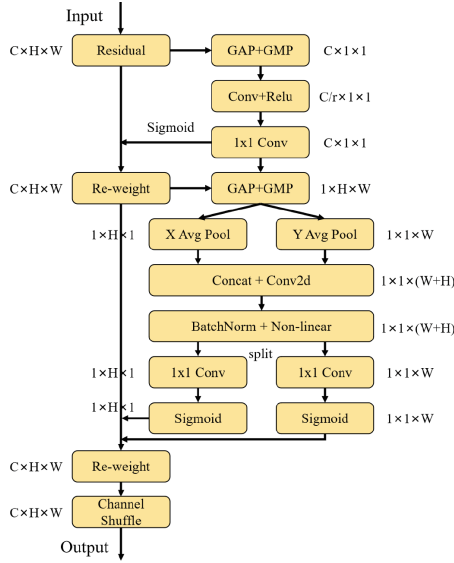 Input
C×H×W
Residual
GAP+GMP
C×1×1
Conv+Relu
C/r×1×1
Sigmoid
1x1 Conv
C×1×1
C×H×W
Re-weight
GAP+GMP
1×H×W
1×H×1
X Avg Pool
Y Avg Pool
1×1×W
Concat + Conv2d
1×1×(W+H)
BatchNorm + Non-linear
1×1×(W+H)
split
1×H×1
1x1 Conv
1x1 Conv
1×1×W
1×H×1
Sigmoid
Sigmoid
1×1×W
C×H×W
Re-weight
C×H×W
Channel
Shuffle
Output